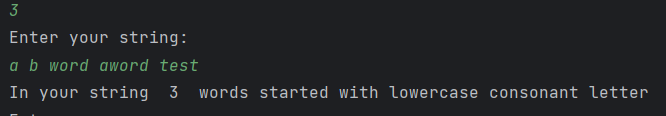 3
Enter your string:
a b word aword test
In your string  3  words started with lowercase consonant letter